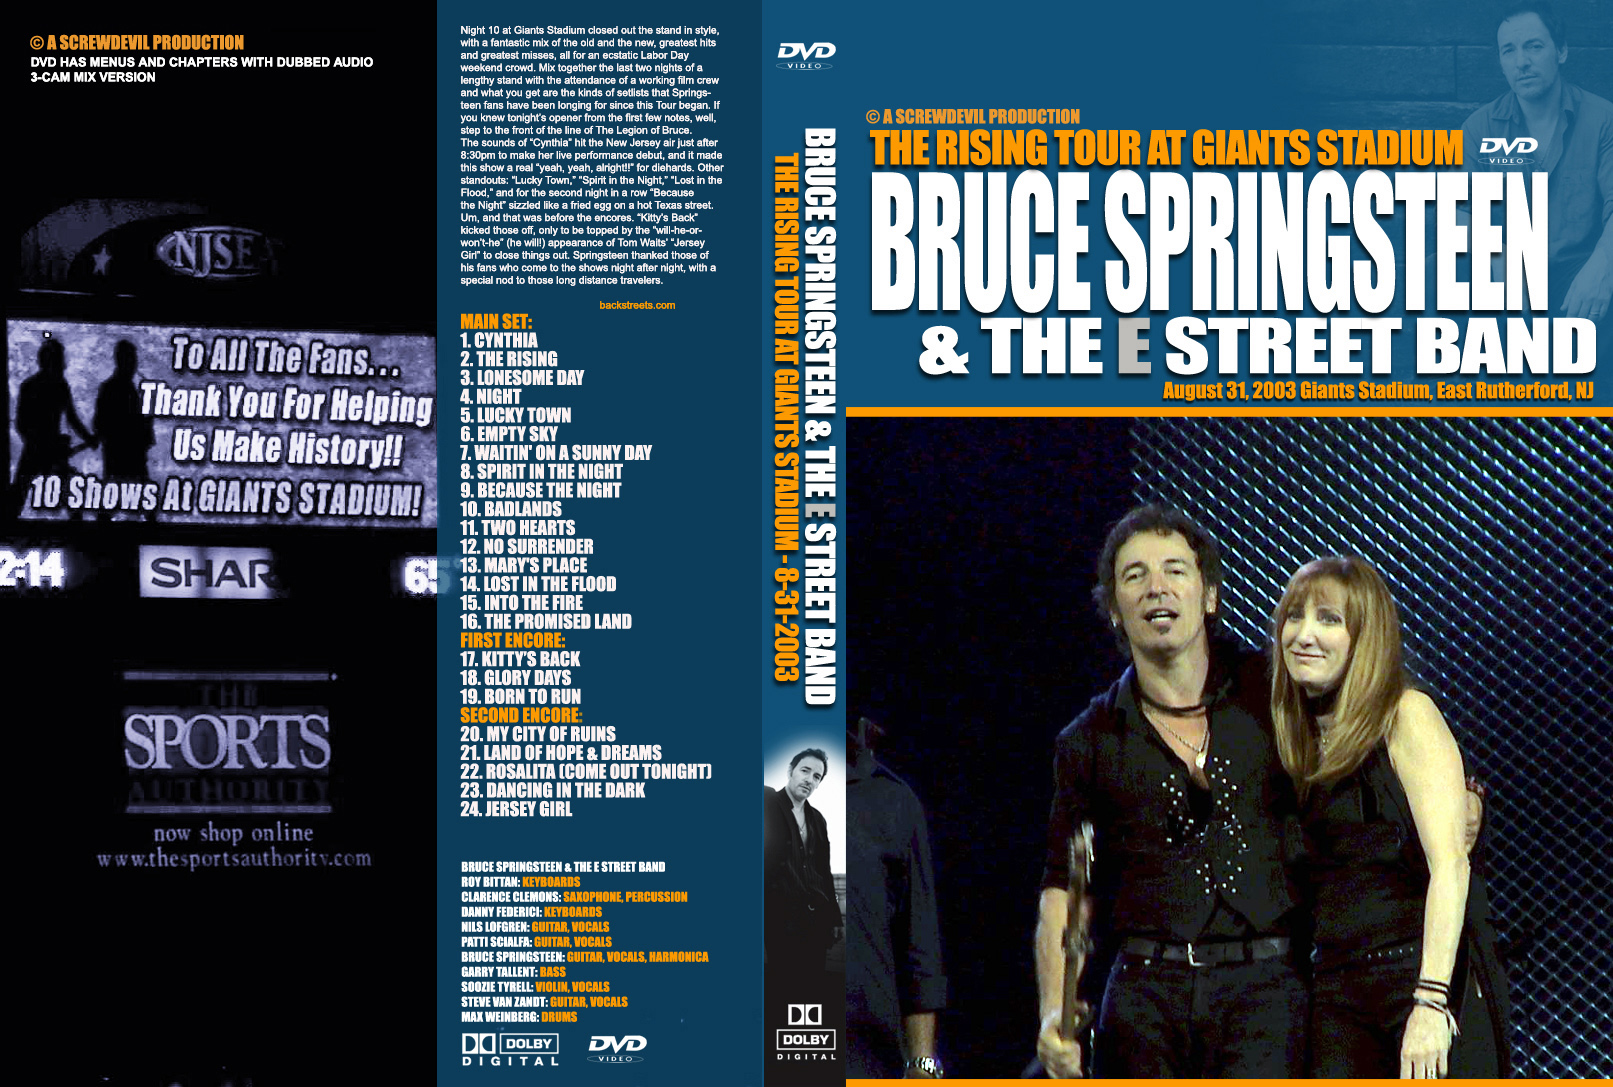 © A SCREWDEVIL PRODUCTION
DVD HAS MENUS AND CHAPTERS WITH DUBBED AUDIO
3-CAM MIX VERSION
NJSE
To All The Fans...
Thank You For Helping
Us Make History!!
10 Shows At GIANTS STADIUM!
2:14
SHAR
65°
THE
SPORTS
AUTHORITY
now shop online
www.thesportsauthority.com
Night 10 at Giants Stadium closed out the stand in style,
with a fantastic mix of the old and the new, greatest hits
and greatest misses, all for an ecstatic Labor Day
weekend crowd. Mix together the last two nights of a
lengthy stand with the attendance of a working film crew
and what you get are the kinds of setlists that Springs-
teen fans have been longing for since this Tour began. If
you knew tonight's opener from the first few notes, well,
step to the front of the line of The Legion of Bruce.
The sounds of "Cynthia" hit the New Jersey air just after
8:30pm to make her live performance debut, and it made
this show a real "yeah, yeah, alright!!" for diehards. Other
standouts: "Lucky Town," "Spirit in the Night," "Lost in the
Flood," and for the second night in a row "Because
the Night" sizzled like a fried egg on a hot Texas street.
Um, and that was before the encores. "Kitty's Back"
kicked those off, only to be topped by the "will-he-or-
won't-he" (he will!) appearance of Tom Waits' "Jersey
Girl" to close things out. Springsteen thanked those of
his fans who come to the shows night after night, with a
special nod to those long distance travelers.
backstreets.com
MAIN SET:
1. CYNTHIA
2. THE RISING
3. LONESOME DAY
4. NIGHT
5. LUCKY TOWN
6. EMPTY SKY
7. WAITIN' ON A SUNNY DAY
8. SPIRIT IN THE NIGHT
9. BECAUSE THE NIGHT
10. BADLANDS
11. TWO HEARTS
12. NO SURRENDER
13. MARY'S PLACE
14. LOST IN THE FLOOD
15. INTO THE FIRE
16. THE PROMISED LAND
FIRST ENCORE:
17. KITTY'S BACK
18. GLORY DAYS
19. BORN TO RUN
SECOND ENCORE:
20. MY CITY OF RUINS
21. LAND OF HOPE & DREAMS
22. ROSALITA (COME OUT TONIGHT)
23. DANCING IN THE DARK
24. JERSEY GIRL
BRUCE SPRINGSTEEN & THE E STREET BAND
ROY BITTAN: KEYBOARDS
CLARENCE CLEMONS: SAXOPHONE, PERCUSSION
DANNY FEDERICI: KEYBOARDS
NILS LOFGREN: GUITAR, VOCALS
PATTI SCIALFA: GUITAR, VOCALS
BRUCE SPRINGSTEEN: GUITAR, VOCALS, HARMONICA
GARRY TALLENT: BASS
SOOZIE TYRELL: VIOLIN, VOCALS
STEVE VAN ZANDT: GUITAR, VOCALS
MAX WEINBERG: DRUMS
DOLBY
DIGITAL
DVD
VIDEO
DVD
VIDEO
BRUCE SPRINGSTEEN & THE E STREET BAND
THE RISING TOUR AT GIANTS STADIUM - 8-31-2003
DOLBY
DIGITAL
© A SCREWDEVIL PRODUCTION
THE RISING TOUR AT GIANTS STADIUM
DVD
VIDEO
BRUCE SPRINGSTEEN
& THE E STREET BAND
August 31, 2003 Giants Stadium, East Rutherford, NJ